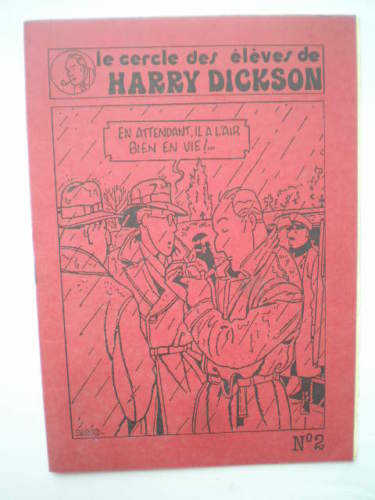 le cercle des élèves de
HARRY DICKSON
EN ATTENDANT, IL A L'AIR
BIEN EN VIE !...
N°2